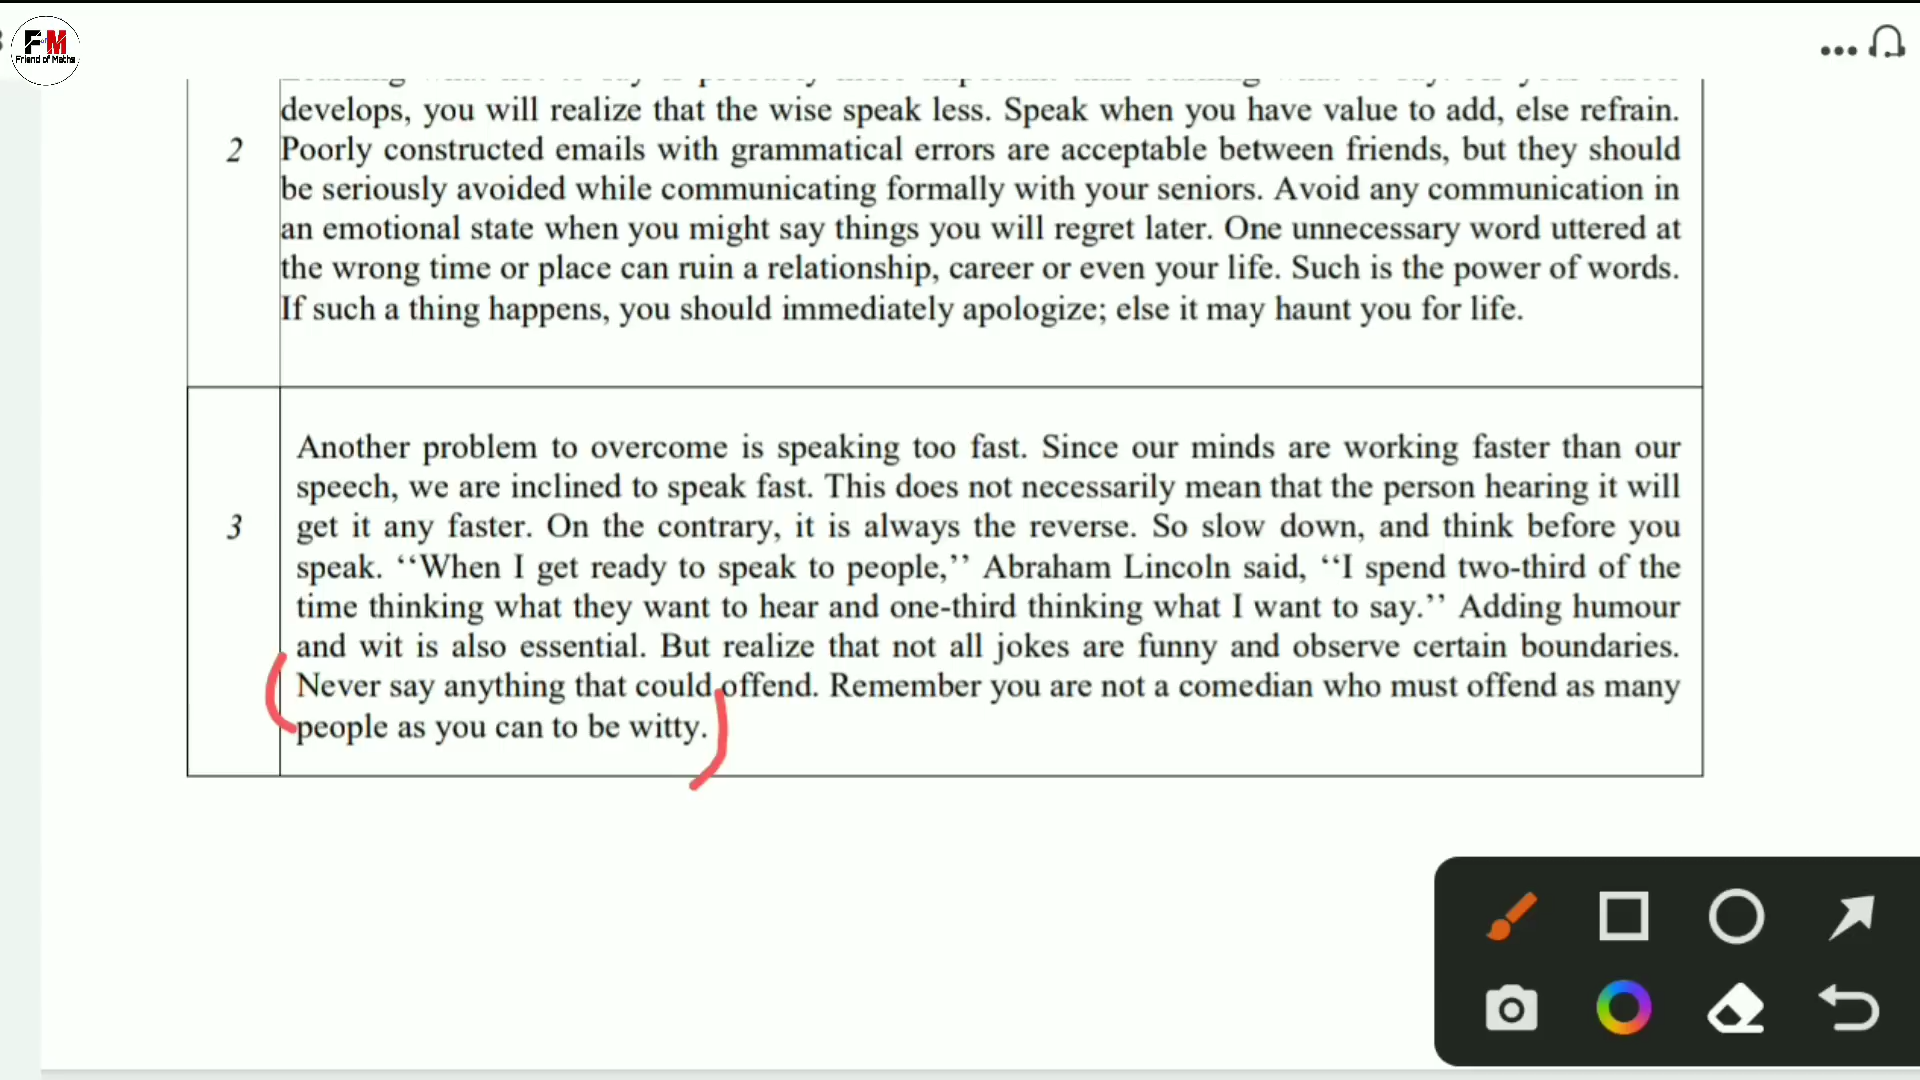 FM
Friend of Maths
develops, you will realize that the wise speak less. Speak when you have value to add, else refrain.
2
Poorly constructed emails with grammatical errors are acceptable between friends, but they should
be seriously avoided while communicating formally with your seniors. Avoid any communication in
an emotional state when you might say things you will regret later. One unnecessary word uttered at
the wrong time or place can ruin a relationship, career or even your life. Such is the power of words.
If such a thing happens, you should immediately apologize; else it may haunt you for life.
Another problem to overcome is speaking too fast. Since our minds are working faster than our
speech, we are inclined to speak fast. This does not necessarily mean that the person hearing it will
3
get it any faster. On the contrary, it is always the reverse. So slow down, and think before you
speak. ‘‘When I get ready to speak to people,’’ Abraham Lincoln said, ‘‘I spend two-third of the
time thinking what they want to hear and one-third thinking what I want to say.’’ Adding humour
and wit is also essential. But realize that not all jokes are funny and observe certain boundaries.
Never say anything that could offend. Remember you are not a comedian who must offend as many
people as you can to be witty.